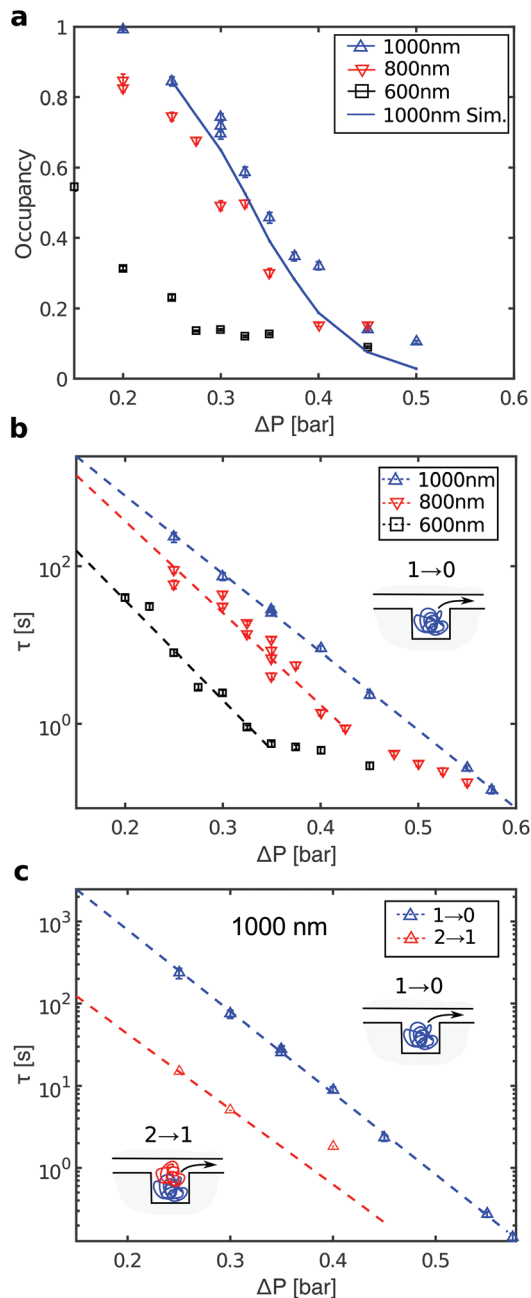 a
1
0.8
0.6
0.4
0.2
0
Occupancy
1000nm
800nm
600nm
1000nm Sim.
0.2 0.3 0.4 0.5 0.6
ΔP [bar]
b
10²
10⁰
τ [s]
1000nm
800nm
600nm
1→0
0.2 0.3 0.4 0.5 0.6
ΔP [bar]
c
10³
10²
10¹
10⁰
τ [s]
1000 nm
1→0
2→1
1→0
2→1
0.2 0.3 0.4 0.5
ΔP [bar]